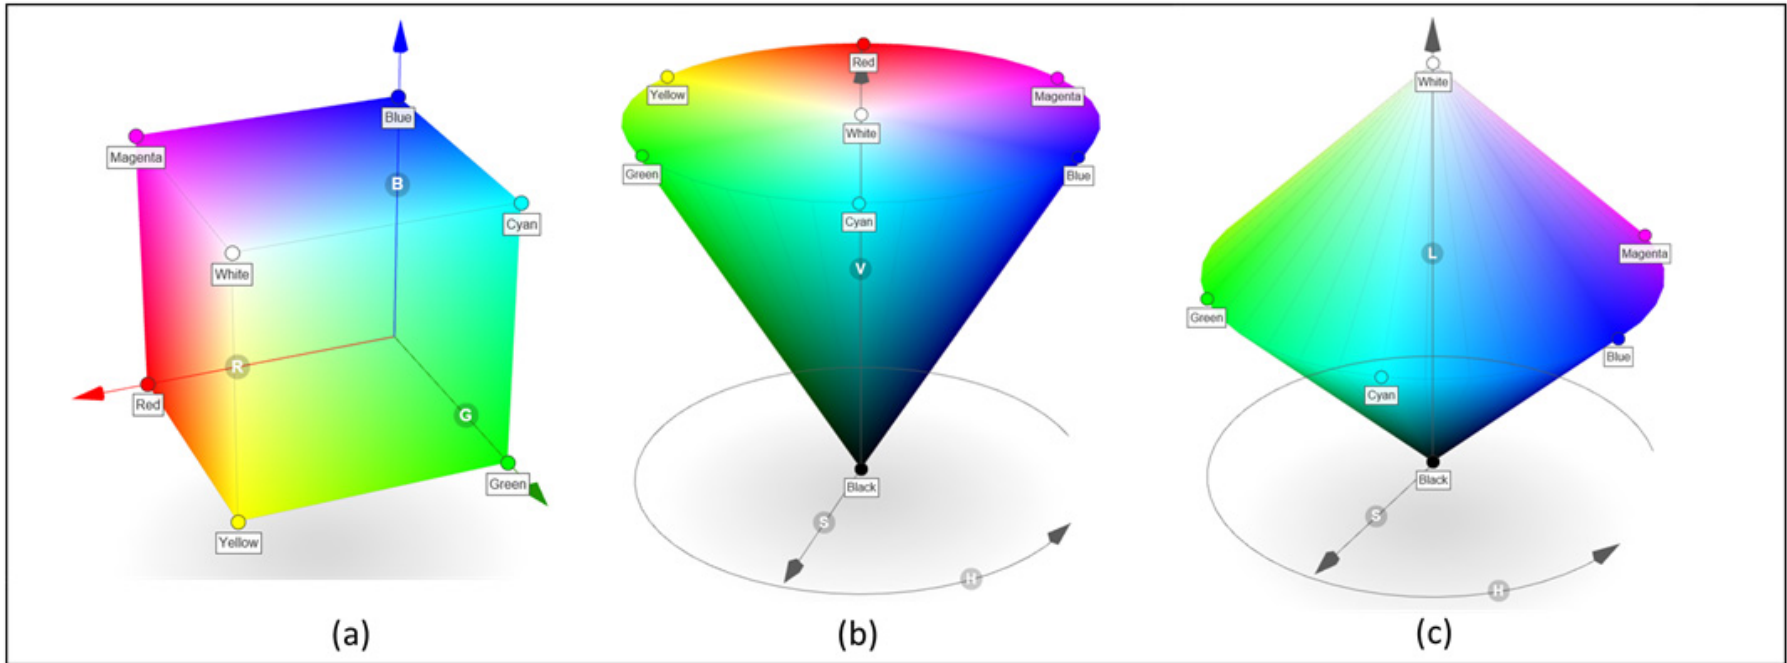 Blue
Magenta
B
Cyan
White
R
Red
G
Green
Yellow
(a)
Red
Yellow
Magenta
White
Green
Blue
Cyan
V
Black
S
H
(b)
White
L
Magenta
Green
Blue
Cyan
Black
S
H
(c)